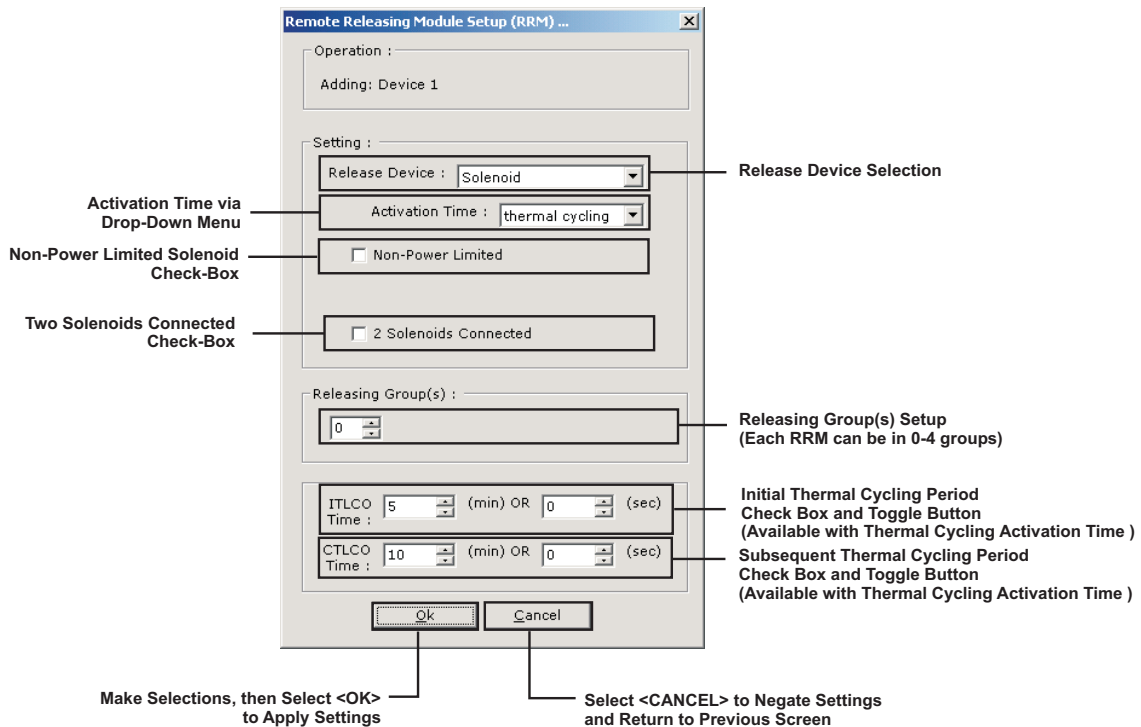 Remote Releasing Module Setup (RRM) ...
Operation :
Adding: Device 1
Setting :
Release Device : Solenoid
Release Device Selection
Activation Time via
Drop-Down Menu
Activation Time : thermal cycling
Non-Power Limited Solenoid
Check-Box
Non-Power Limited
Two Solenoids Connected
Check-Box
2 Solenoids Connected
Releasing Group(s) :
0
Releasing Group(s) Setup
(Each RRM can be in 0-4 groups)
ITLCO
Time :
5 (min) OR 0 (sec)
Initial Thermal Cycling Period
Check Box and Toggle Button
(Available with Thermal Cycling Activation Time )
CTLCO
Time :
10 (min) OR 0 (sec)
Subsequent Thermal Cycling Period
Check Box and Toggle Button
(Available with Thermal Cycling Activation Time )
Ok
Cancel
Make Selections, then Select <OK>
to Apply Settings
Select <CANCEL> to Negate Settings
and Return to Previous Screen